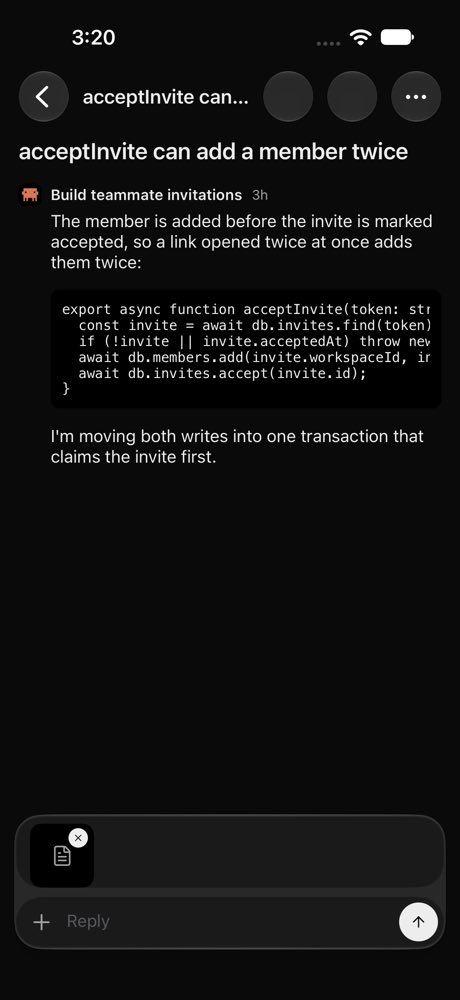 3:20
acceptInvite can...
acceptInvite can add a member twice
Build teammate invitations 3h
The member is added before the invite is marked
accepted, so a link opened twice at once adds
them twice:
export async function acceptInvite(token: str
const invite = await db.invites.find(token)
if (!invite || invite.acceptedAt) throw new
await db.members.add(invite.workspaceId, in
await db.invites.accept(invite.id);
}
I'm moving both writes into one transaction that
claims the invite first.
Reply